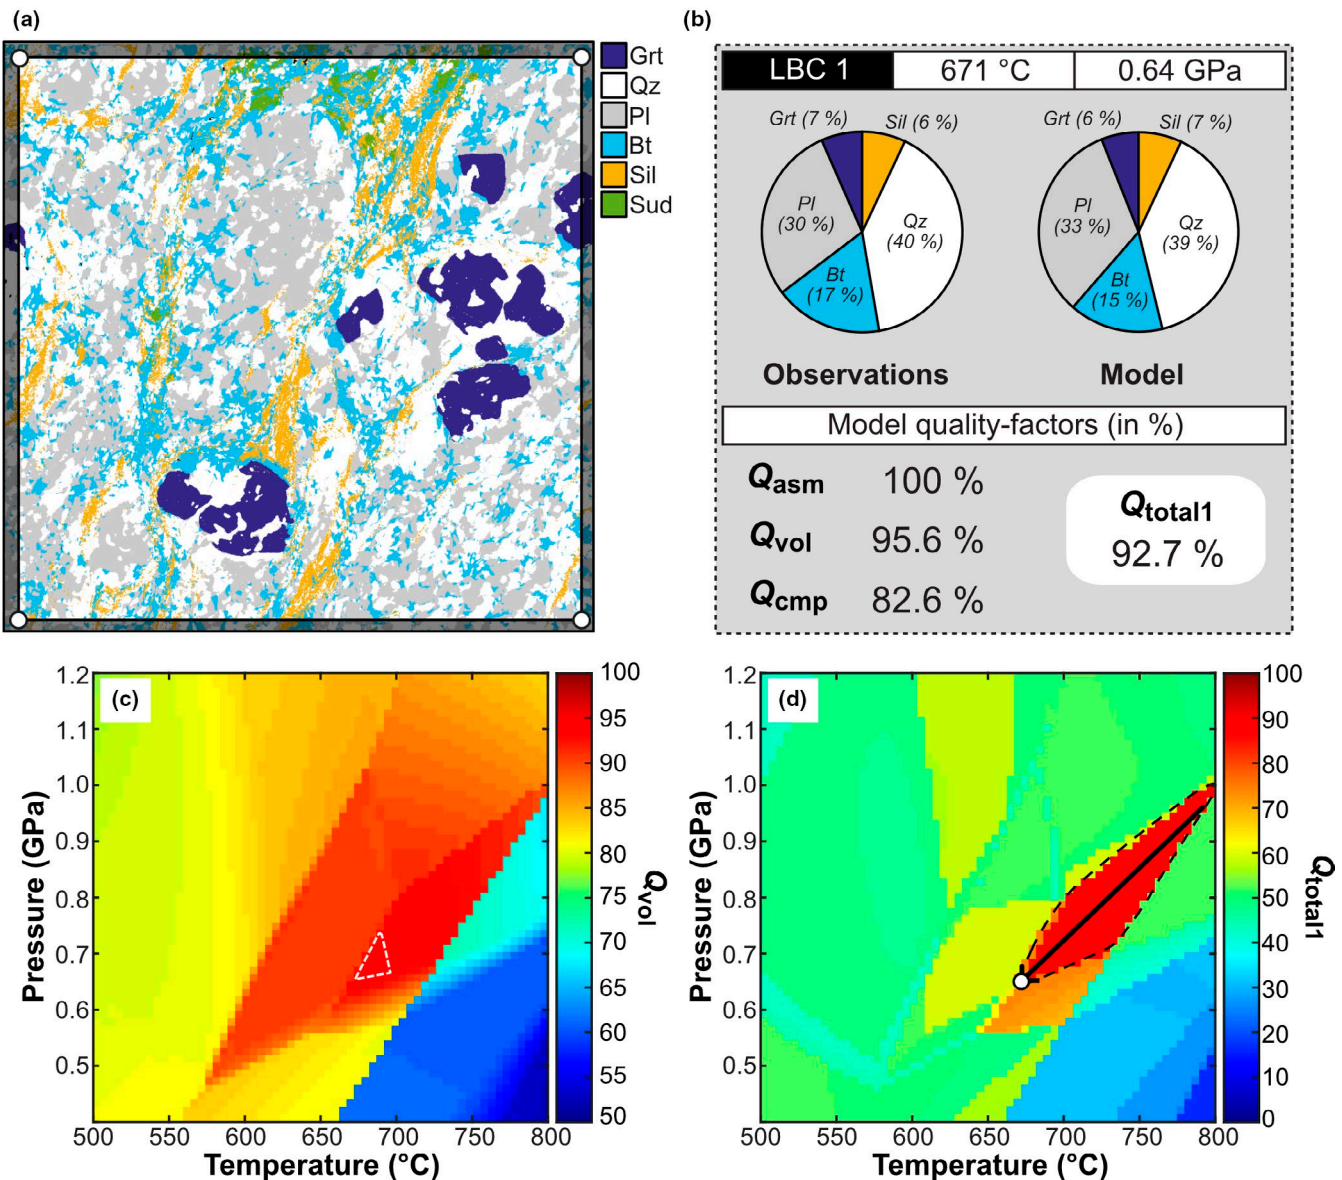 (a)
Grt
Qz
Pl
Bt
Sil
Sud
(b)
LBC 1 671 °C 0.64 GPa
Grt (7 %) Sil (6 %)
Pl
(30 %)
Qz
(40 %)
Bt
(17 %)
Observations
Grt (6 %) Sil (7 %)
Pl
(33 %)
Qz
(39 %)
Bt
(15 %)
Model
Model quality-factors (in %)
Qasm 100 %
Qvol 95.6 %
Qcmp 82.6 %
Qtotal1
92.7 %
(c)
Pressure (GPa)
1.2
1.1
1.0
0.9
0.8
0.7
0.6
0.5
500 550 600 650 700 750 800
Temperature (°C)
100
95
90
85
80
75
70
65
60
55
50
Qvol
(d)
Pressure (GPa)
1.2
1.1
1.0
0.9
0.8
0.7
0.6
0.5
500 550 600 650 700 750 800
Temperature (°C)
100
90
80
70
60
50
40
30
20
10
0
Qtotal1